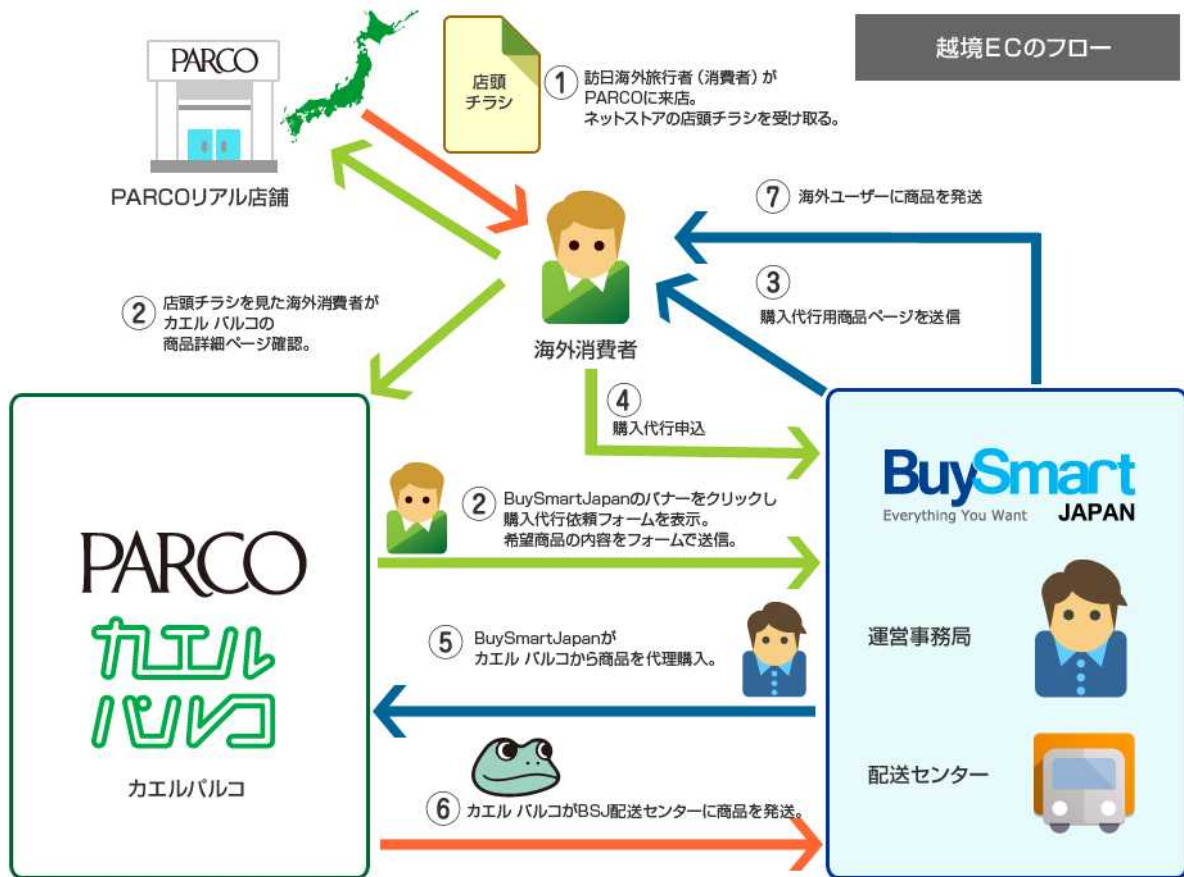 越境ECのフロー
PARCO
PARCOリアル店舗
店頭
チラシ
① 訪日海外旅行者（消費者）が
PARCOに来店。
ネットストアの店頭チラシを受け取る。
⑦ 海外ユーザーに商品を発送
② 店頭チラシを見た海外消費者が
カエル パルコの
商品詳細ページ確認。
海外消費者
③
購入代行用商品ページを送信
④
購入代行申込
② BuySmartJapanのバナーをクリックし
購入代行依頼フォームを表示。
希望商品の内容をフォームで送信。
PARCO
カエル
パルコ
カエルパルコ
BuySmart
Everything You Want JAPAN
運営事務局
配送センター
⑤ BuySmartJapanが
カエル パルコから商品を代理購入。
⑥ カエル パルコがBSJ配送センターに商品を発送。